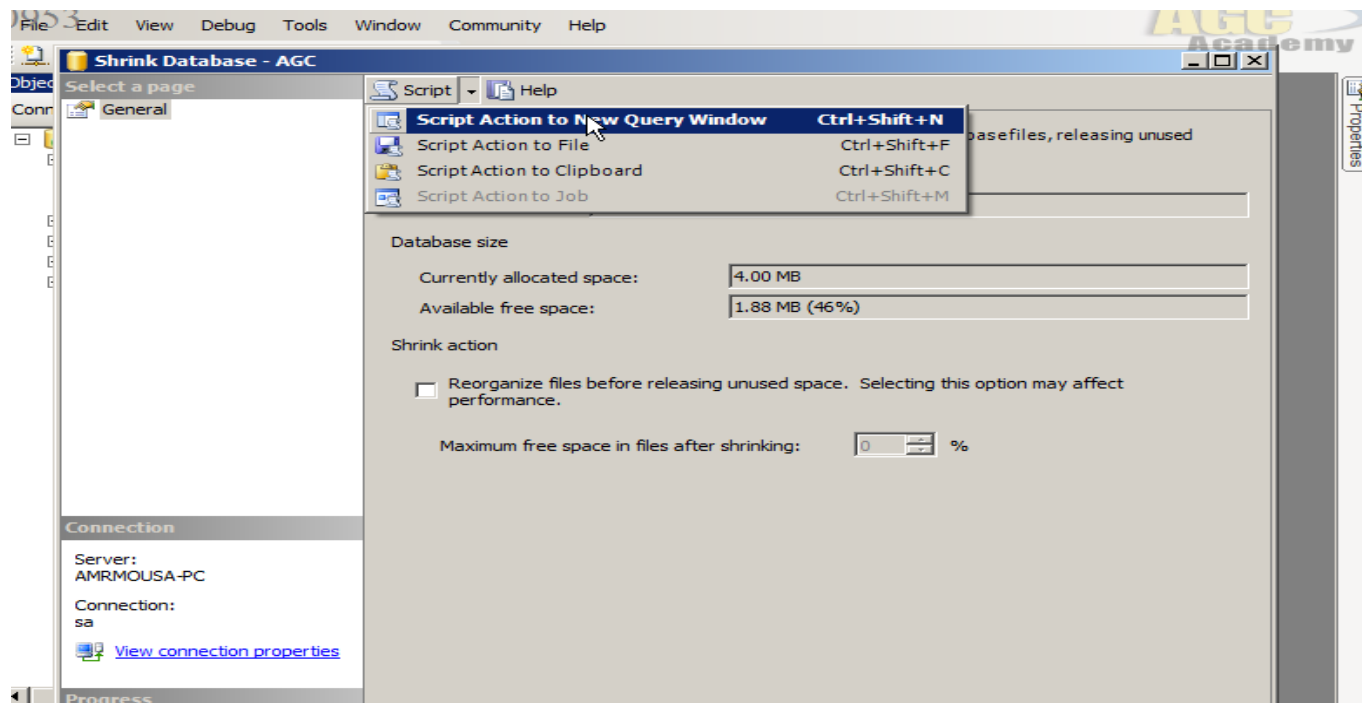 0953
File Edit View Debug Tools Window Community Help
AGC
Academy
Shrink Database - AGC
Objec
Select a page
Script Help
Conn
General
Script Action to New Query Window Ctrl+Shift+N
basefiles, releasing unused
Script Action to File Ctrl+Shift+F
Script Action to Clipboard Ctrl+Shift+C
Script Action to Job Ctrl+Shift+M
Properties
Database size
Currently allocated space: 4.00 MB
Available free space: 1.88 MB (46%)
Shrink action
Reorganize files before releasing unused space. Selecting this option may affect
performance.
Maximum free space in files after shrinking: 0 %
Connection
Server:
AMRMOUSA-PC
Connection:
sa
View connection properties
Progress